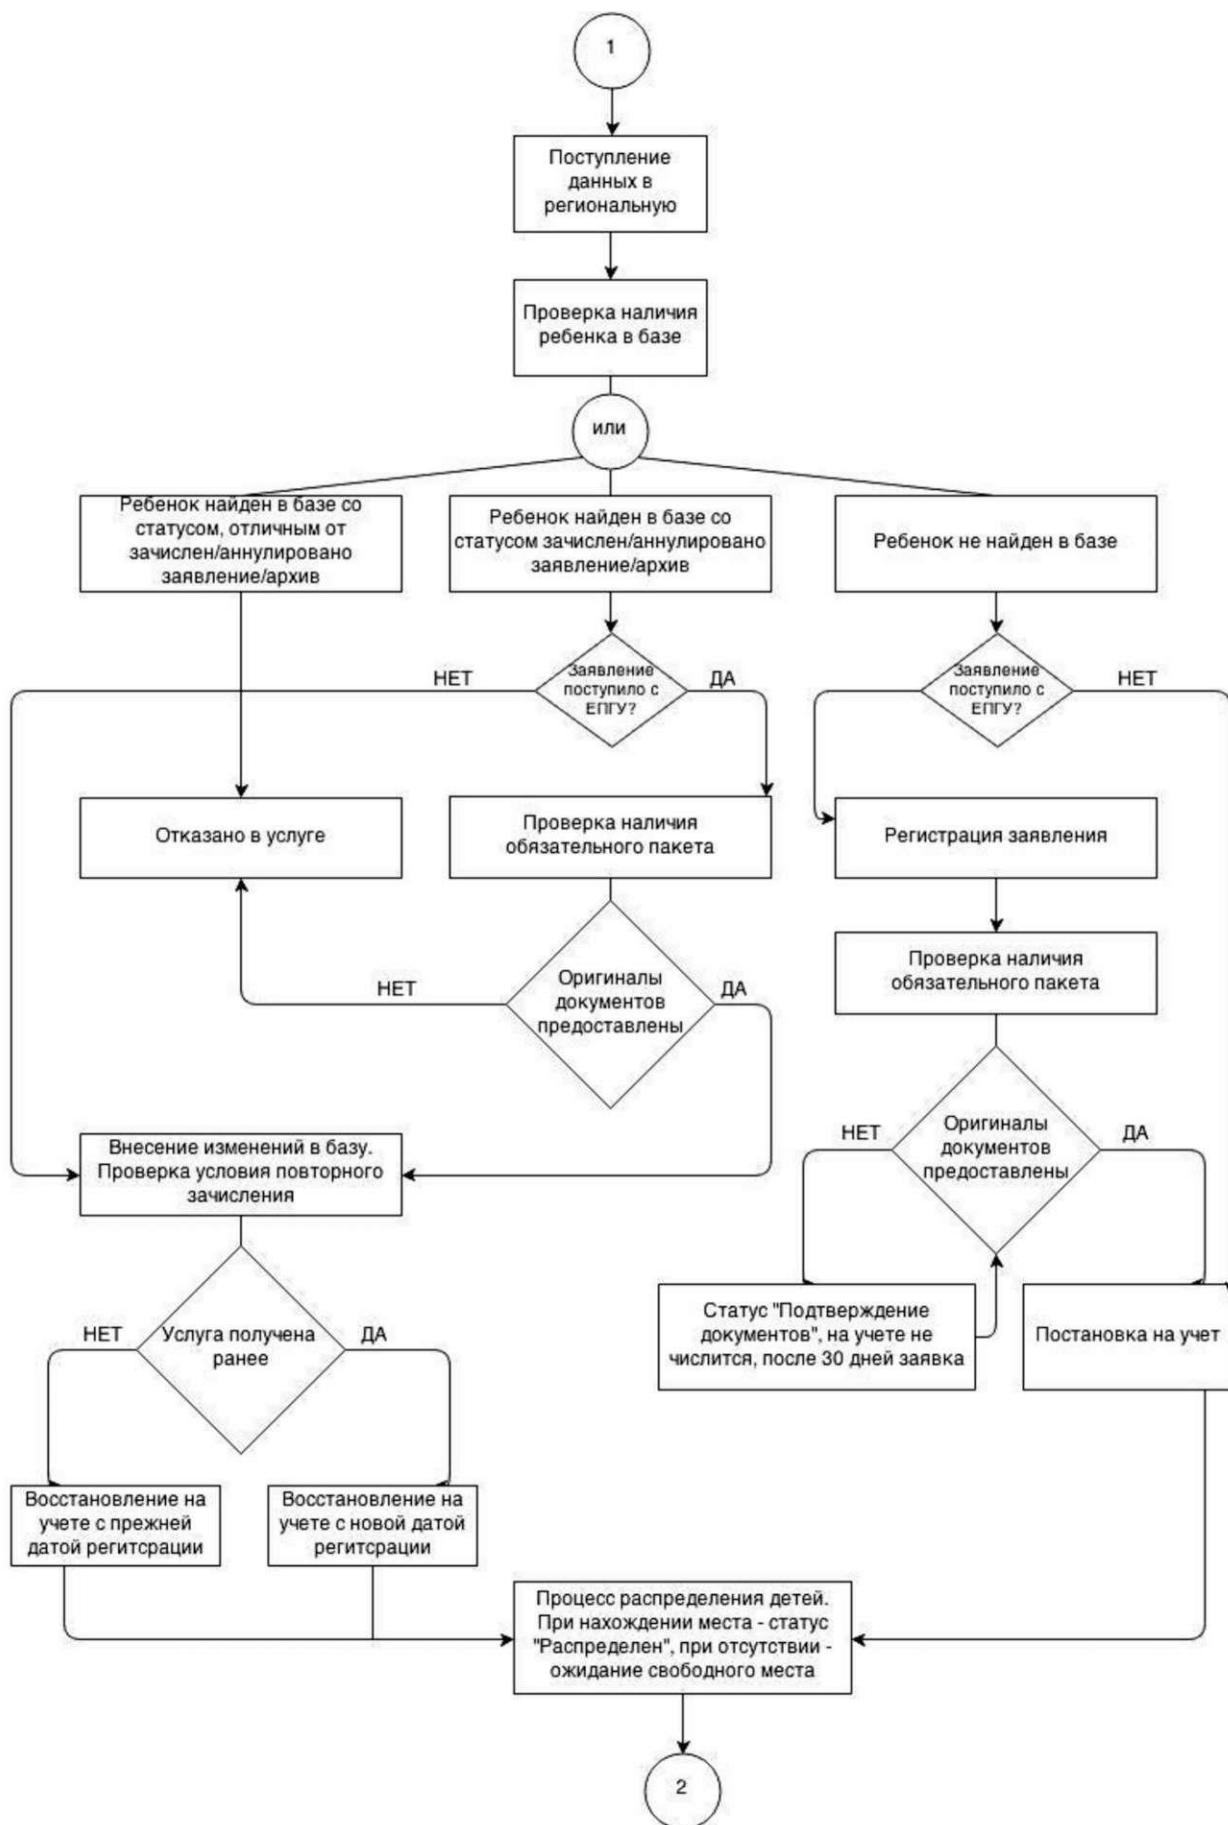 1
Поступление
данных в
региональную
Проверка наличия
ребенка в базе
или
Ребенок найден в базе со
статусом, отличным от
зачислен/аннулировано
заявление/архив
Ребенок найден в базе со
статусом зачислен/аннулировано
заявление/архив
Ребенок не найден в базе
НЕТ
Заявление
поступило с
ЕПГУ?
ДА
Заявление
поступило с
ЕПГУ?
НЕТ
Отказано в услуге
Проверка наличия
обязательного пакета
Регистрация заявления
НЕТ
Оригиналы
документов
предоставлены
ДА
Проверка наличия
обязательного пакета
Внесение изменений в базу.
Проверка условия повторного
зачисления
НЕТ
Оригиналы
документов
предоставлены
ДА
НЕТ
Услуга получена
ранее
ДА
Статус "Подтверждение
документов", на учете не
числится, после 30 дней заявка
Постановка на учет
Восстановление на
учете с прежней
датой регитсрации
Восстановление на
учете с новой датой
регитсрации
Процесс распределения детей.
При нахождении места - статус
"Распределен", при отсутствии -
ожидание свободного места
2